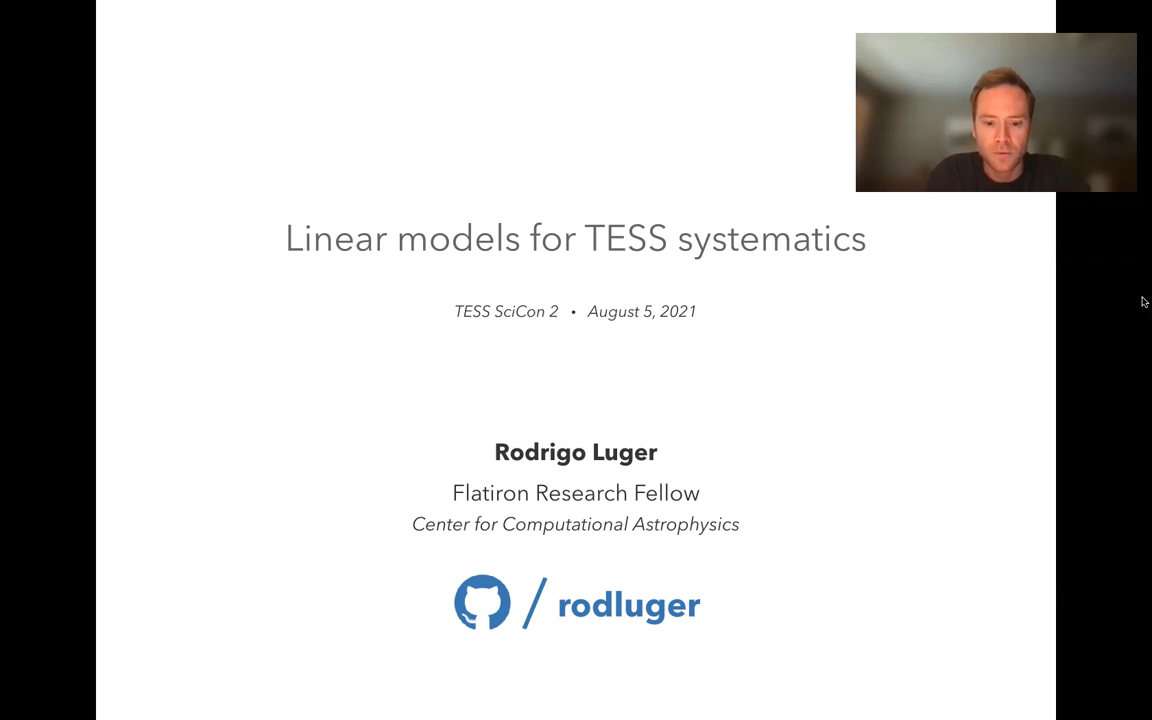 Linear models for TESS systematics
TESS SciCon 2 • August 5, 2021
Rodrigo Luger
Flatiron Research Fellow
Center for Computational Astrophysics
/ rodluger